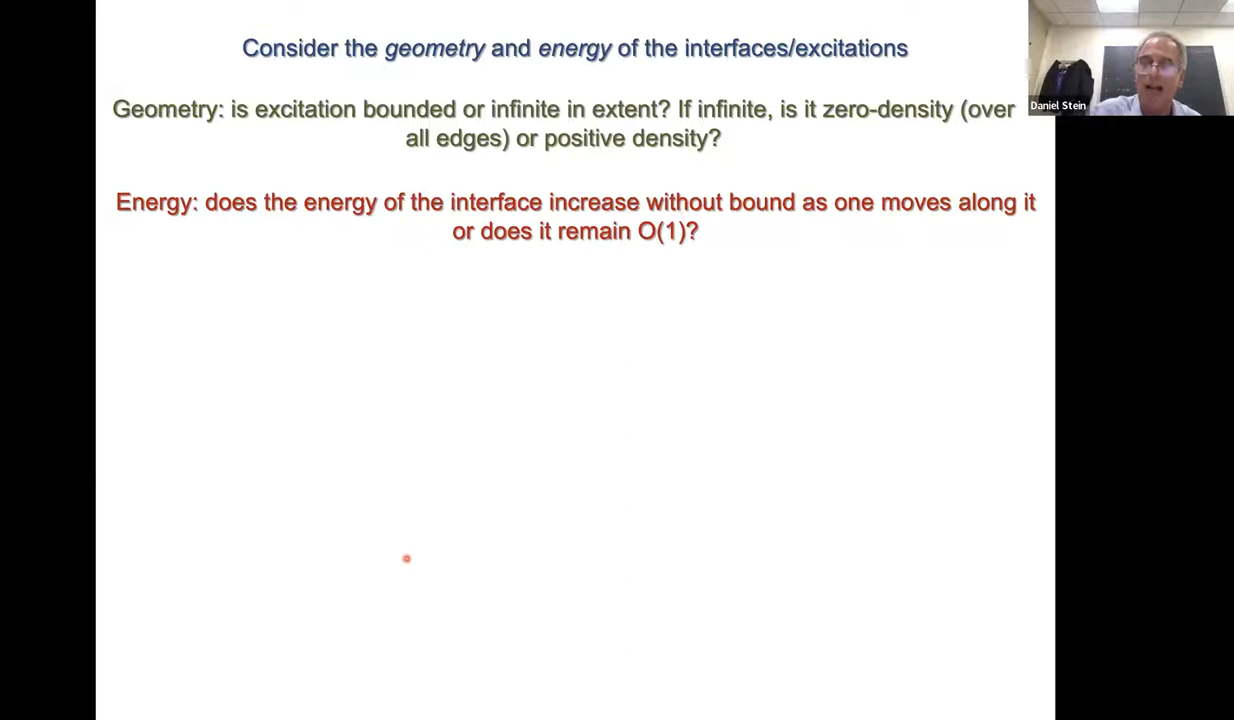 Consider the geometry and energy of the interfaces/excitations
Daniel Stein
Geometry: is excitation bounded or infinite in extent? If infinite, is it zero-density (over
all edges) or positive density?
Energy: does the energy of the interface increase without bound as one moves along it
or does it remain O(1)?